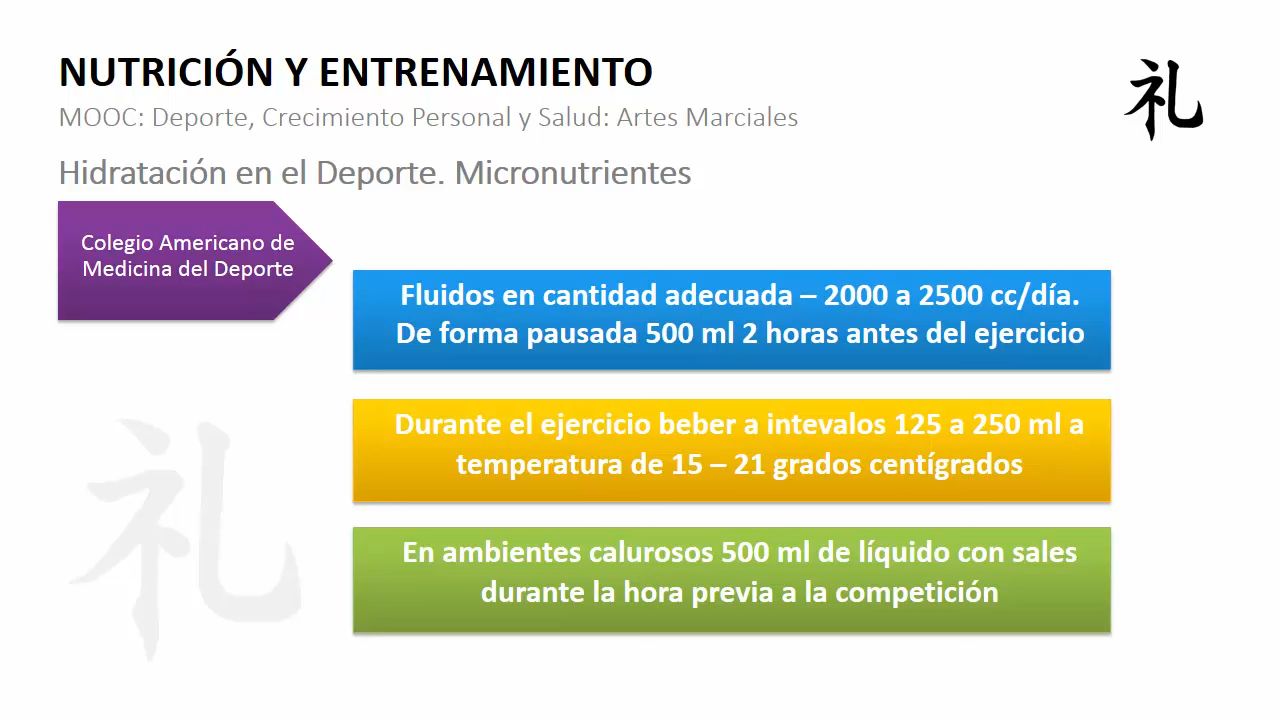 NUTRICIÓN Y ENTRENAMIENTO
MOOC: Deporte, Crecimiento Personal y Salud: Artes Marciales
礼
Hidratación en el Deporte. Micronutrientes
Colegio Americano de
Medicina del Deporte
Fluidos en cantidad adecuada – 2000 a 2500 cc/día.
De forma pausada 500 ml 2 horas antes del ejercicio
Durante el ejercicio beber a intevalos 125 a 250 ml a
temperatura de 15 – 21 grados centígrados
En ambientes calurosos 500 ml de líquido con sales
durante la hora previa a la competición
礼